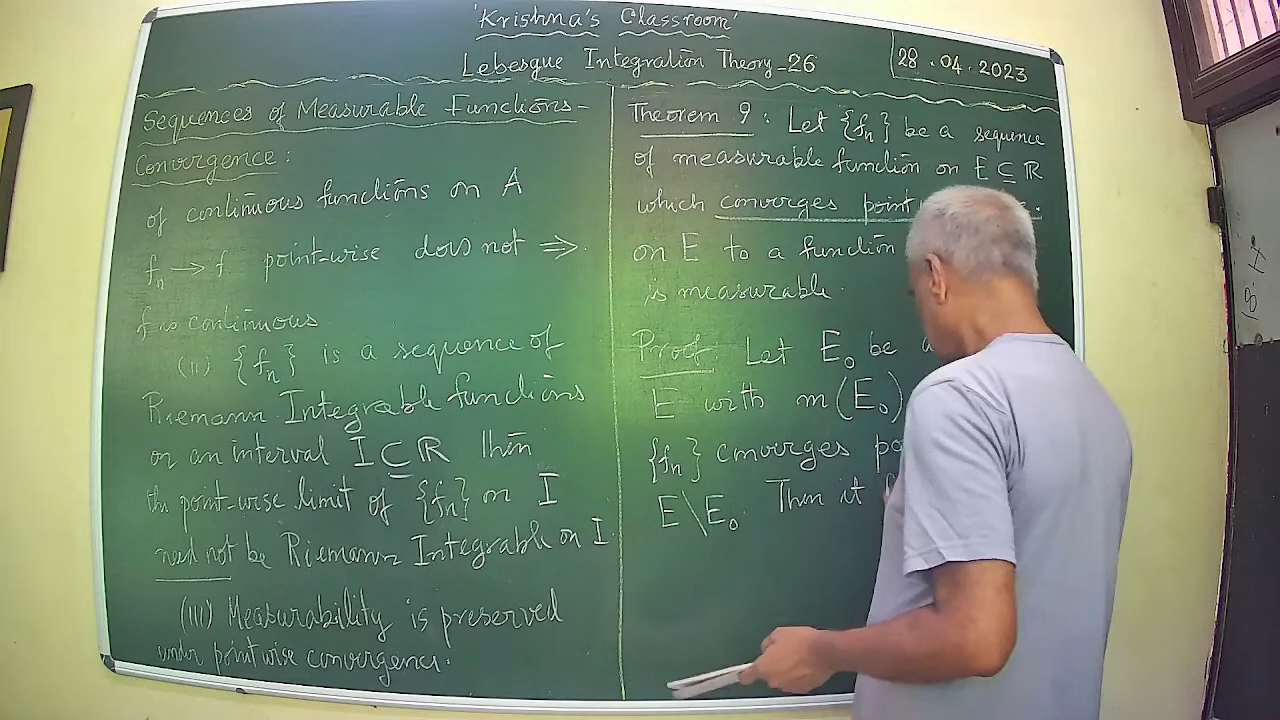 'Krishna's Classroom'
Lebesgue Integration Theory-26
28.04.2023
Sequences of Measurable Functions-
Convergence:
of continuous functions on A
fₙ → f point-wise does not ⇒
f is continuous.
(ii) {fₙ} is a sequence of
Riemann Integrable functions
on an interval I ⊆ ℝ then
the point-wise limit of {fₙ} on I
need not be Riemann Integrable on I.
(iii) Measurability is preserved
under pointwise convergence.
Theorem 9: Let {fₙ} be a sequence
of measurable function on E ⊆ ℝ
which converges point
on E to a function
is measurable.
Proof: Let E₀ be a
E with m(E₀)
{fₙ} converges po
E\E₀. Then it